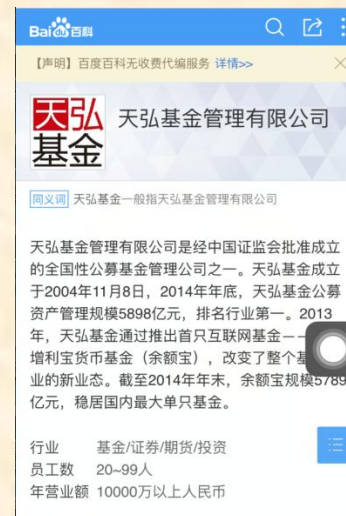 Bai 百科
【声明】百度百科无收费代编服务 详情>>
天弘
基金
天弘基金管理有限公司
同义词 天弘基金一般指天弘基金管理有限公司
天弘基金管理有限公司是经中国证监会批准成立
的全国性公募基金管理公司之一。天弘基金成立
于2004年11月8日，2014年年底，天弘基金公募
资产管理规模5898亿元，排名行业第一。2013
年，天弘基金通过推出首只互联网基金——
增利宝货币基金（余额宝），改变了整个基
业的新业态。截至2014年年末，余额宝规模5789
亿元，稳居国内最大单只基金。
行业 基金/证券/期货/投资
员工数 20~99人
年营业额 10000万以上人民币